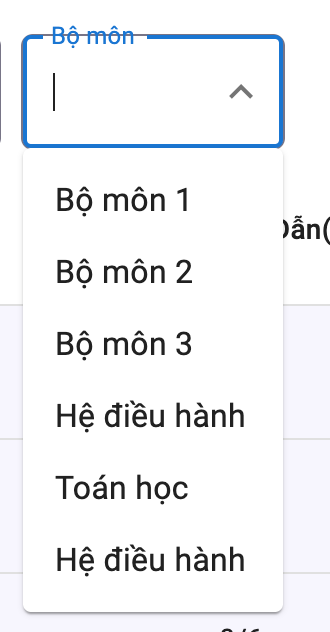 Bộ môn
Bộ môn 1
Bộ môn 2
Dẫn(
Bộ môn 3
Hệ điều hành
Toán học
Hệ điều hành